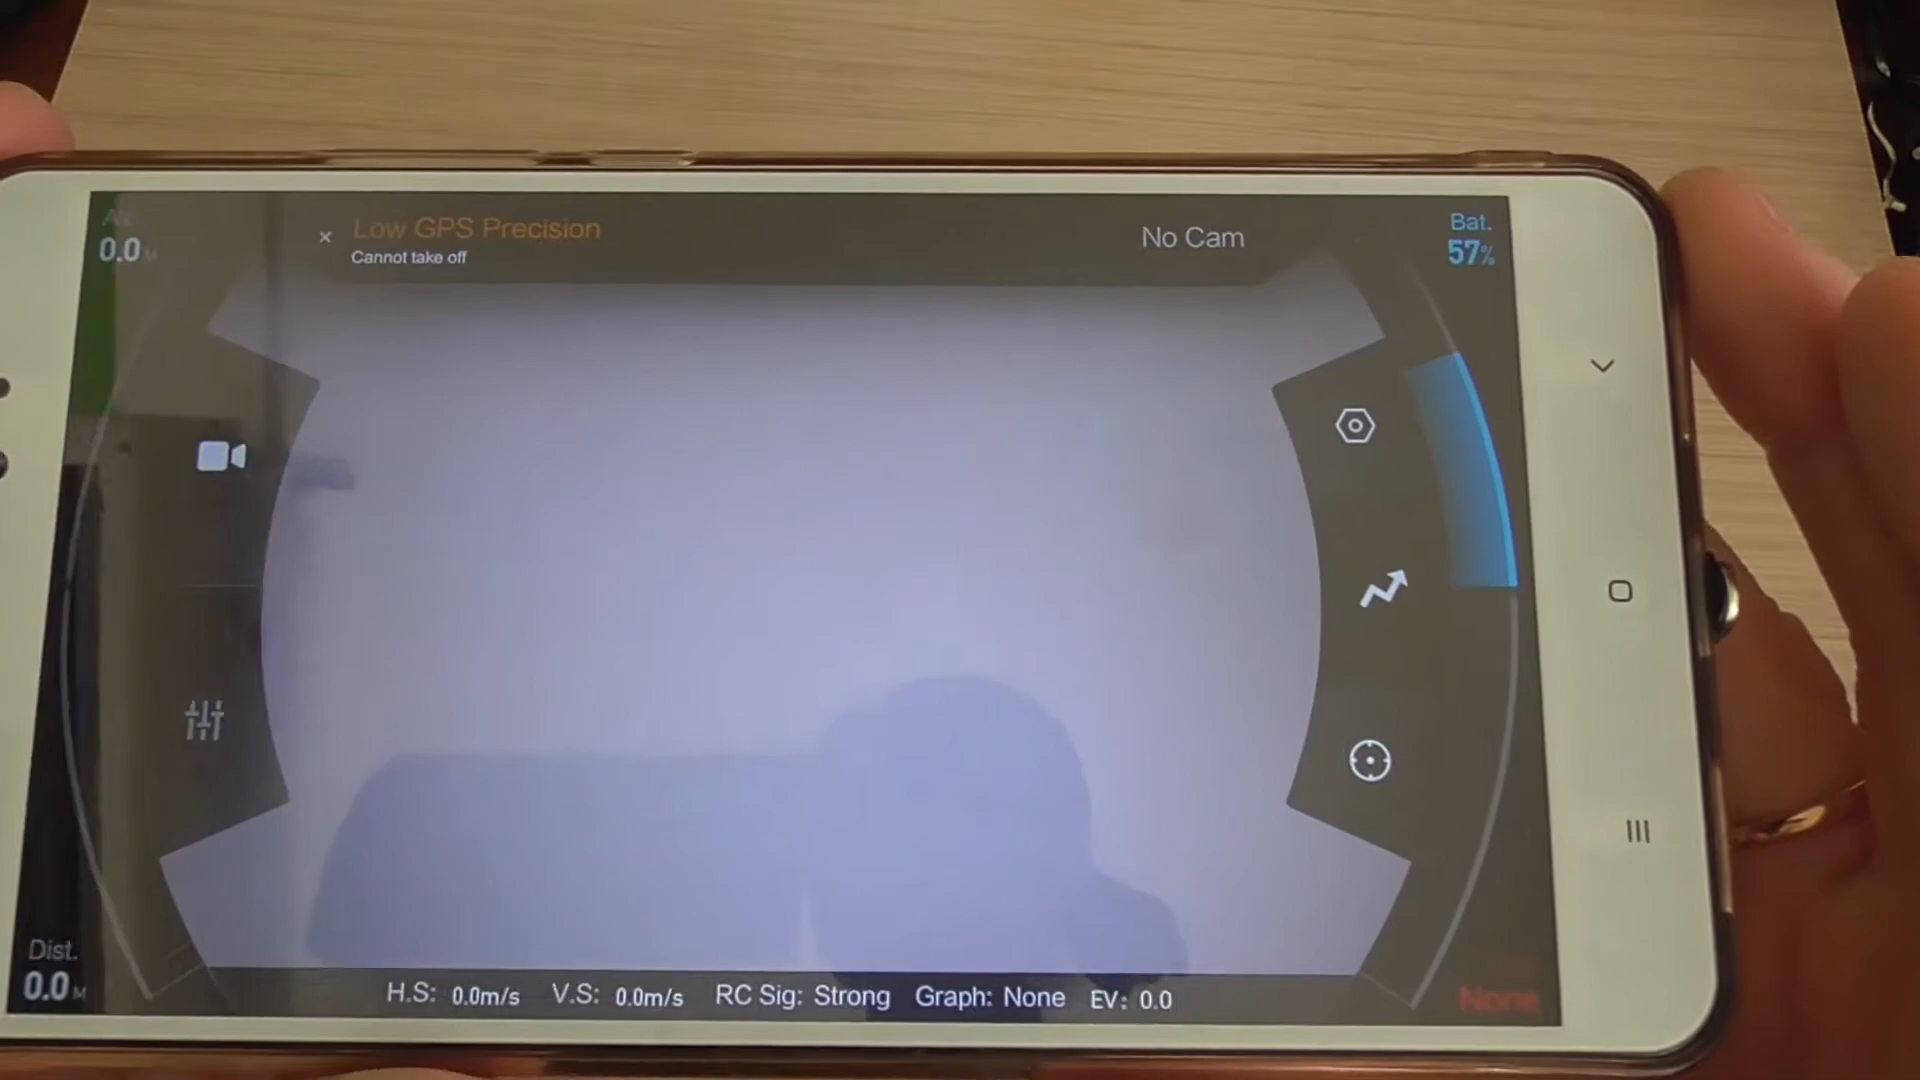 Low GPS Precision
Cannot take off
No Cam
Bat.
57%
0.0 M
Dist.
0.0 M
H.S: 0.0m/s V.S: 0.0m/s RC Sig: Strong Graph: None EV: 0.0
None